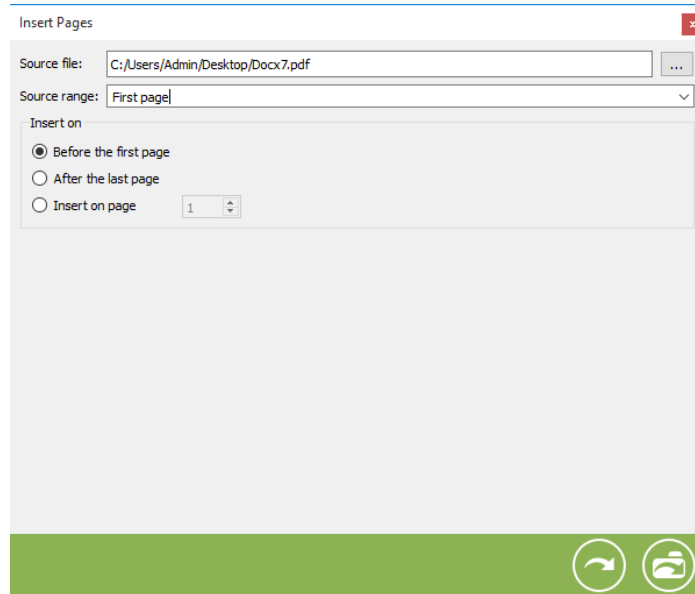 Insert Pages
x
Source file: C:/Users/Admin/Desktop/Docx7.pdf ...
Source range: First page
Insert on
Before the first page
After the last page
Insert on page 1